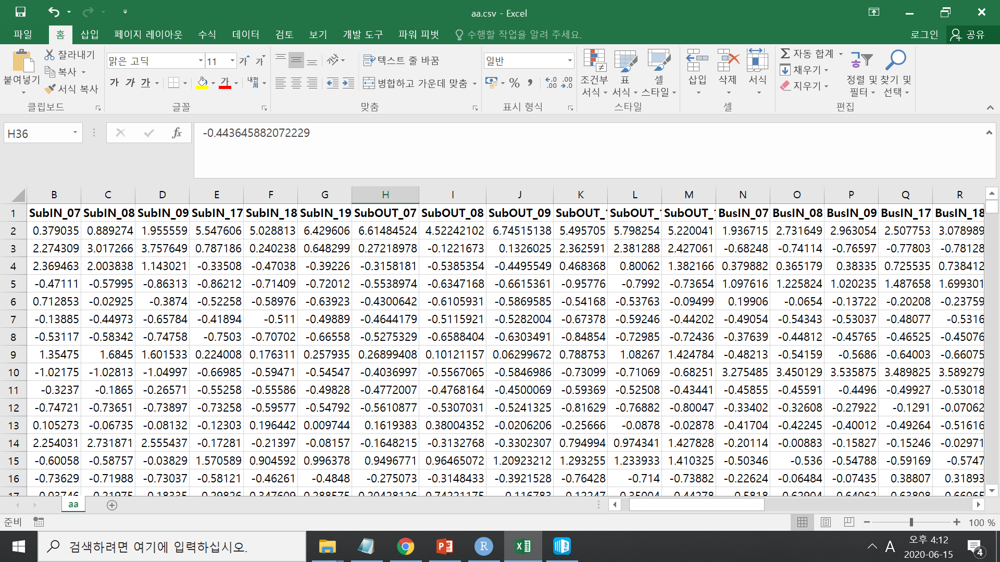 aa.csv - Excel
파일 홈 삽입 페이지 레이아웃 수식 데이터 검토 보기 개발 도구 파워 피벗 수행할 작업을 알려 주세요. 로그인 공유
붙여넣기 잘라내기 복사 서식 복사 클립보드
맑은 고딕 11 가 가 가 가 가 가 내천 글꼴
텍스트 줄 바꿈 병합하고 가운데 맞춤 맞춤
일반 % 표시 형식
조건부 서식 표 서식 셀 스타일 스타일
삽입 삭제 서식 셀
자동 합계 채우기 지우기 정렬 및 필터 찾기 및 선택 편집
H36 fx -0.443645882072229
B C D E F G H I J K L M N O P Q R
1 SubIN_07 SubIN_08 SubIN_09 SubIN_17 SubIN_18 SubIN_19 SubOUT_07 SubOUT_08 SubOUT_09 SubOUT_ SubOUT_ SubOUT_ BusIN_07 BusIN_08 BusIN_09 BusIN_17 BusIN_18
2 0.379035 0.889274 1.955559 5.547606 5.028813 6.429606 6.61484524 4.52242102 6.74515138 5.495705 5.798254 5.220041 1.936715 2.731649 2.963054 2.507753 3.078989
3 2.274309 3.017266 3.757649 0.787186 0.240238 0.648299 0.27218978 -0.1221673 0.1326025 2.362591 2.381288 2.427061 -0.68248 -0.74114 -0.76597 -0.77803 -0.78128
4 2.369463 2.003838 1.143021 -0.33508 -0.47038 -0.39226 -0.3158181 -0.5385354 -0.4495549 0.468368 0.80062 1.382166 0.379882 0.365179 0.38335 0.725535 0.738412
5 -0.47111 -0.57995 -0.86313 -0.86212 -0.71409 -0.72012 -0.5538974 -0.6347168 -0.6615361 -0.95776 -0.7992 -0.73654 1.097616 1.225824 1.020235 1.487658 1.699301
6 0.712853 -0.02925 -0.3874 -0.52258 -0.58976 -0.63923 -0.4300642 -0.6105931 -0.5869585 -0.54168 -0.53763 -0.09499 0.19906 -0.0654 -0.13722 -0.20208 -0.23759
7 -0.13885 -0.44973 -0.65784 -0.41894 -0.511 -0.49889 -0.4644179 -0.5115921 -0.5282004 -0.67378 -0.59246 -0.44202 -0.49054 -0.54343 -0.53037 -0.48077 -0.5316
8 -0.53117 -0.58342 -0.74758 -0.7503 -0.70702 -0.66558 -0.5275329 -0.6588404 -0.6303491 -0.84854 -0.72985 -0.72436 -0.37639 -0.44812 -0.45765 -0.46525 -0.45076
9 1.35475 1.6845 1.601533 0.224008 0.176311 0.257935 0.26899408 0.10121157 0.06299672 0.788753 1.08267 1.424784 -0.48213 -0.54159 -0.5686 -0.64003 -0.66075
10 -1.02175 -1.02813 -1.04997 -0.66985 -0.59471 -0.54547 -0.4036997 -0.5567065 -0.5846986 -0.73099 -0.71069 -0.68251 3.275485 3.450129 3.535875 3.489825 3.589279
11 -0.3237 -0.1865 -0.26571 -0.55258 -0.55586 -0.49828 -0.4772007 -0.4768164 -0.4500069 -0.59369 -0.52508 -0.43441 -0.45855 -0.45591 -0.4496 -0.49927 -0.53018
12 -0.74721 -0.73651 -0.73897 -0.73258 -0.59577 -0.54792 -0.5610877 -0.5307031 -0.5241325 -0.81629 -0.76882 -0.80047 -0.33402 -0.32608 -0.27922 -0.1291 -0.07062
13 0.105273 -0.06735 -0.08132 -0.12303 0.196442 0.009744 0.1619383 0.38004352 -0.0206206 -0.25666 -0.0878 -0.02878 -0.41704 -0.42245 -0.40012 -0.49264 -0.51616
14 2.254031 2.731871 2.555437 -0.17281 -0.21397 -0.08157 -0.1648215 -0.3132768 -0.3302307 0.794994 0.974341 1.427828 -0.20114 -0.00883 -0.15827 -0.15246 -0.02971
15 -0.60058 -0.58757 -0.03829 1.570589 0.904592 0.996378 0.9496771 0.96465072 1.20923212 1.293255 1.233933 1.410325 -0.50346 -0.536 -0.54788 -0.59169 -0.5747
16 -0.73629 -0.71988 -0.73037 -0.58121 -0.46261 -0.4848 -0.275073 -0.3148433 -0.3921528 -0.76428 -0.714 -0.73882 -0.22624 -0.06484 -0.07435 0.38807 0.31893
aa
준비 100 %
검색하려면 여기에 입력하십시오. A 오후 4:12
2020-06-15 4